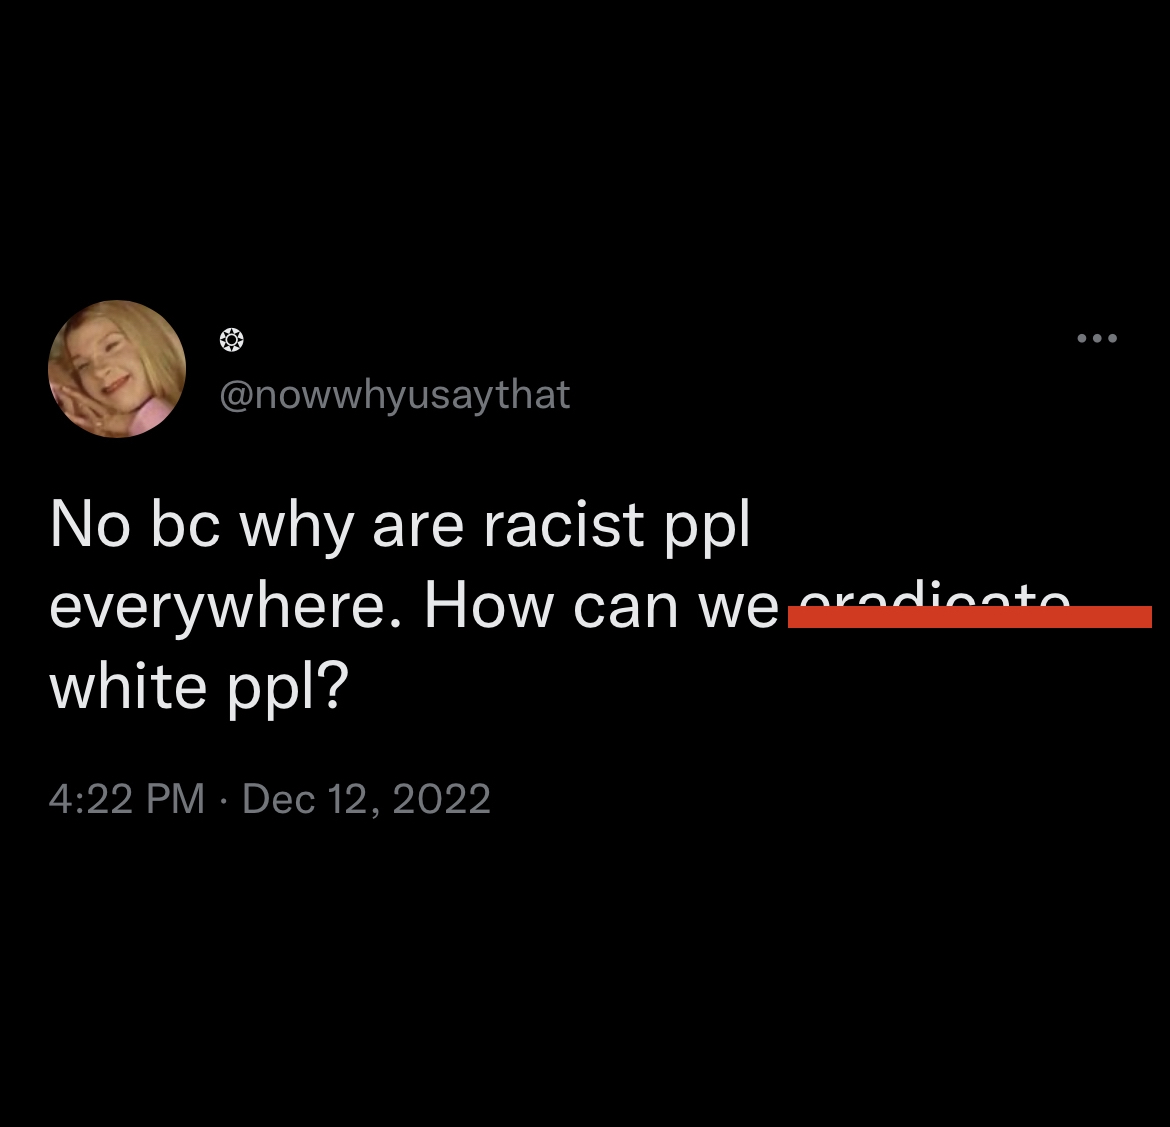 @nowwhyusaythat
No bc why are racist ppl
everywhere. How can we eradicate
white ppl?
4:22 PM · Dec 12, 2022